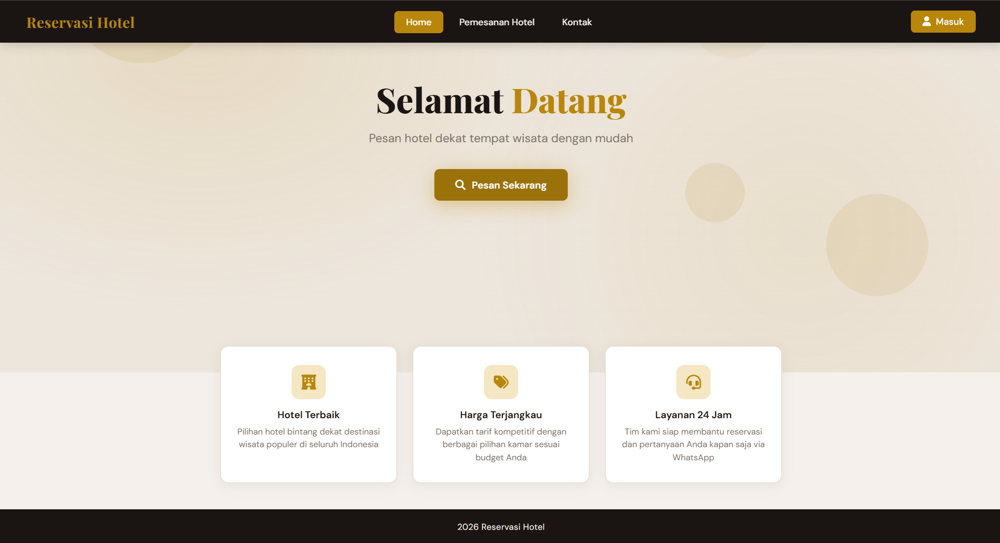 Reservasi Hotel
Home
Pemesanan Hotel
Kontak
Masuk
Selamat Datang
Pesan hotel dekat tempat wisata dengan mudah
Pesan Sekarang
Hotel Terbaik
Pilihan hotel bintang dekat destinasi
wisata populer di seluruh Indonesia
Harga Terjangkau
Dapatkan tarif kompetitif dengan
berbagai pilihan kamar sesuai
budget Anda
Layanan 24 Jam
Tim kami siap membantu reservasi
dan pertanyaan Anda kapan saja via
WhatsApp
2026 Reservasi Hotel